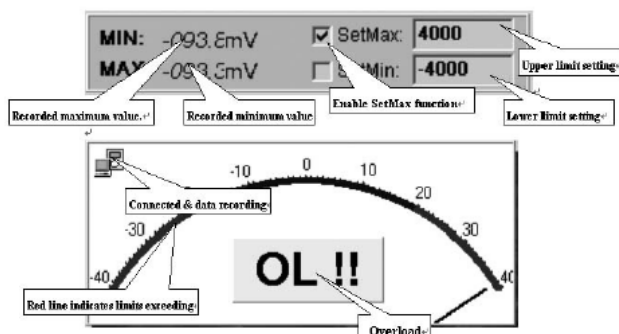 MIN: -093.8mV SetMax: 4000
MAX -093.3mV SetMin: -4000
Upper limit setting
Recorded maximum value.
Recorded minimum value
Enable SetMax function
Lower limit setting
-10 0 10
20
Connected & data recording
-30 30
-40 40
OL !!
Red line indicates limits exceeding
Overload